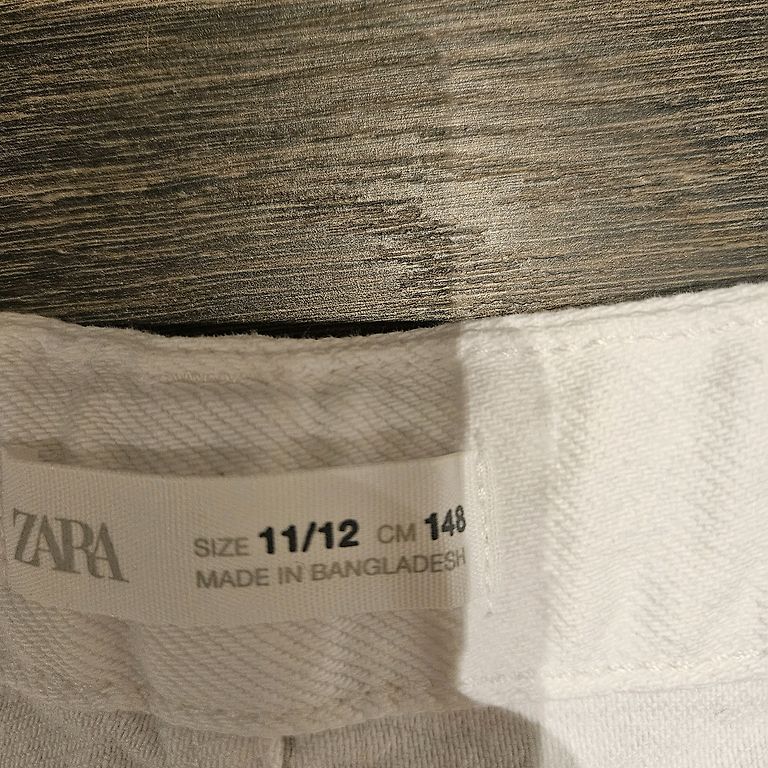 ZARA
SIZE 11/12 CM 148
MADE IN BANGLADESH